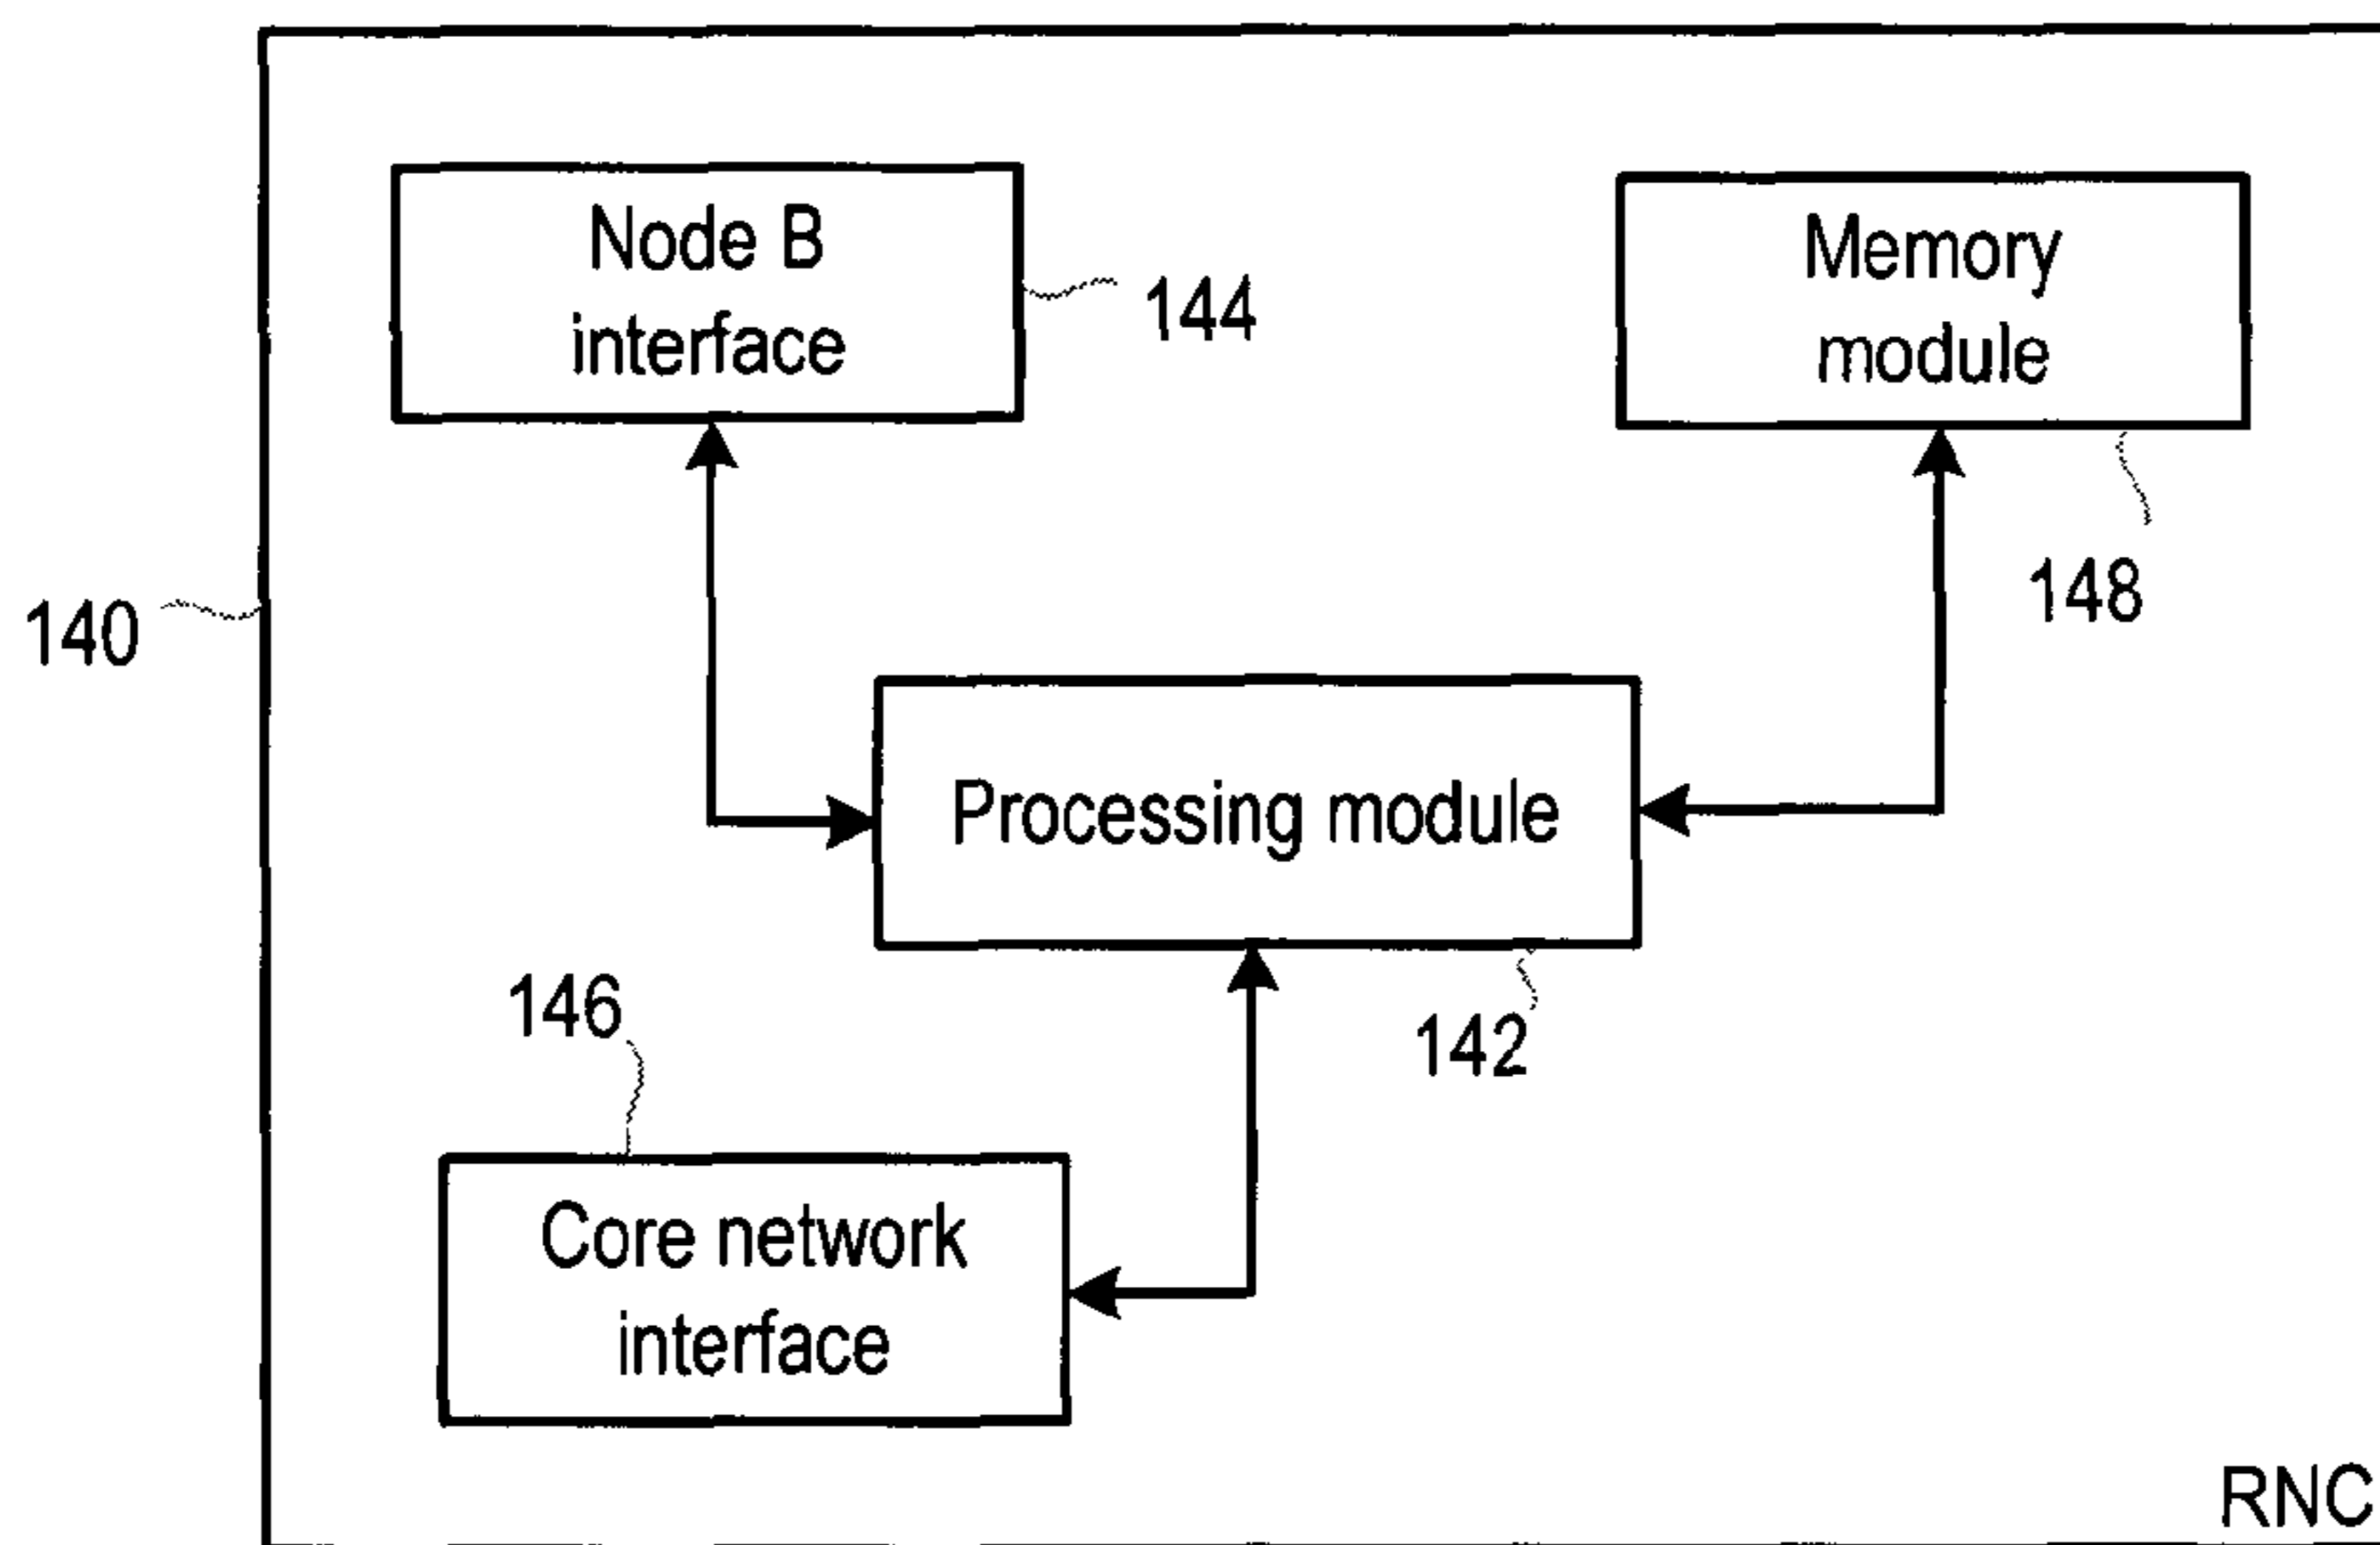 Node B
interface
144
Memory
module
148
140
Processing module
142
146
Core network
interface
RNC